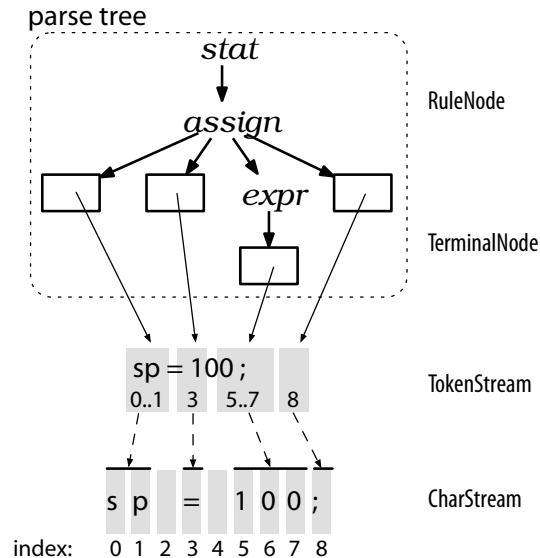 parse tree
stat
RuleNode
assign
expr
TerminalNode
sp = 100 ;
0..1 3 5..7 8
TokenStream
s p = 1 0 0 ;
CharStream
index: 0 1 2 3 4 5 6 7 8